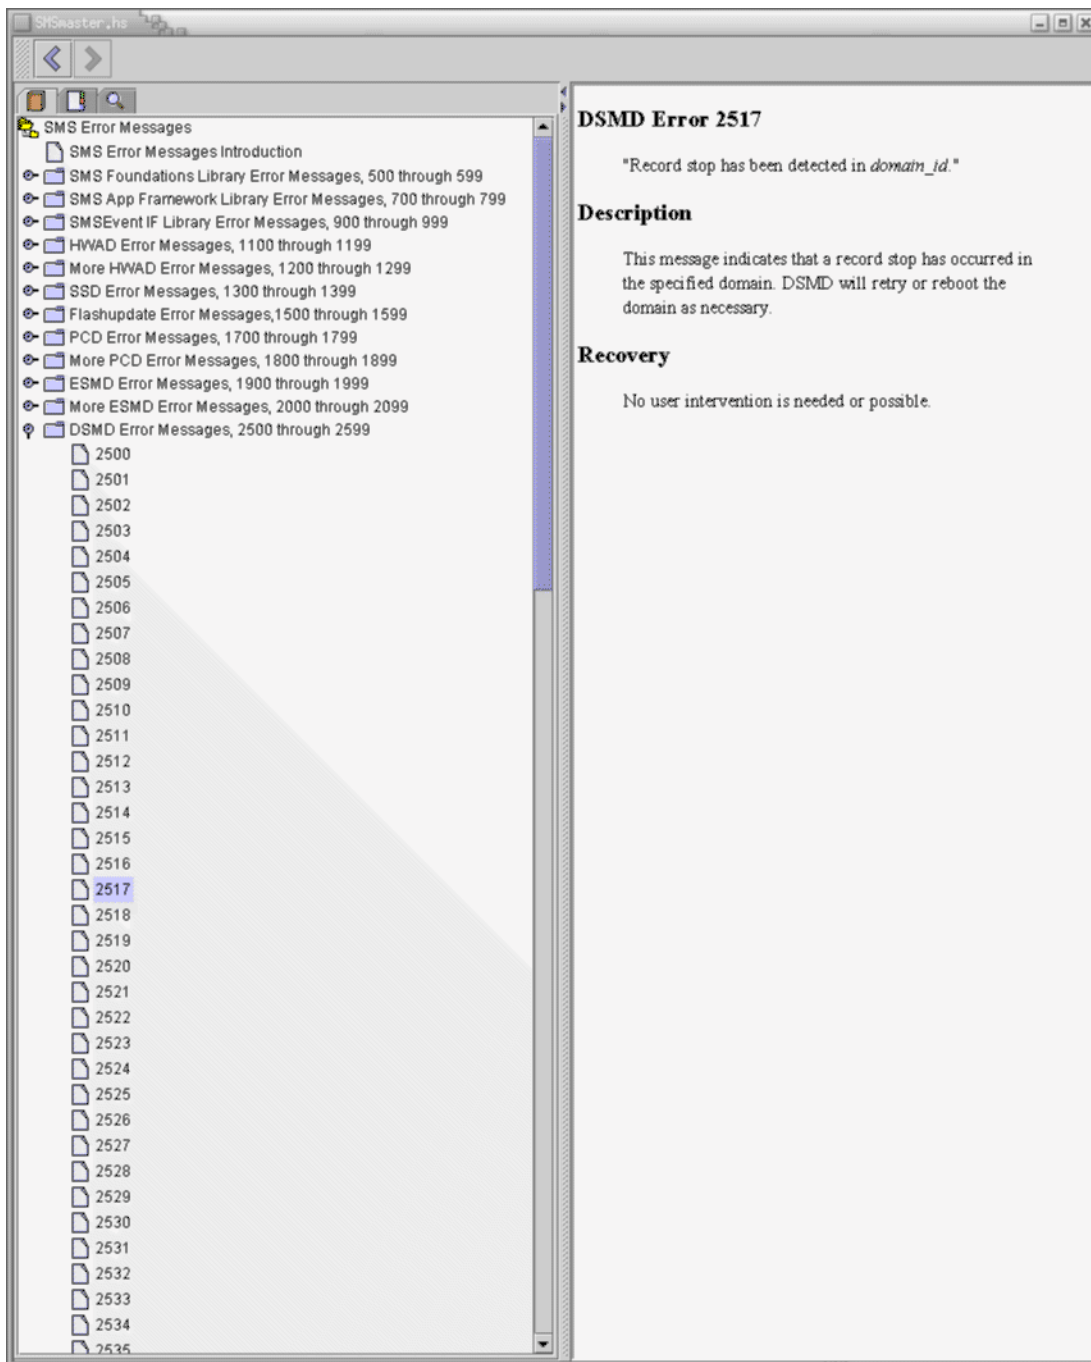 SMSmaster.hs
SMS Error Messages
SMS Error Messages Introduction
SMS Foundations Library Error Messages, 500 through 599
SMS App Framework Library Error Messages, 700 through 799
SMSEvent IF Library Error Messages, 900 through 999
HWAD Error Messages, 1100 through 1199
More HWAD Error Messages, 1200 through 1299
SSD Error Messages, 1300 through 1399
Flashupdate Error Messages,1500 through 1599
PCD Error Messages, 1700 through 1799
More PCD Error Messages, 1800 through 1899
ESMD Error Messages, 1900 through 1999
More ESMD Error Messages, 2000 through 2099
DSMD Error Messages, 2500 through 2599
2500
2501
2502
2503
2504
2505
2506
2507
2508
2509
2510
2511
2512
2513
2514
2515
2516
2517
2518
2519
2520
2521
2522
2523
2524
2525
2526
2527
2528
2529
2530
2531
2532
2533
2534
2535
DSMD Error 2517
"Record stop has been detected in domain_id."
Description
This message indicates that a record stop has occurred in
the specified domain. DSMD will retry or reboot the
domain as necessary.
Recovery
No user intervention is needed or possible.